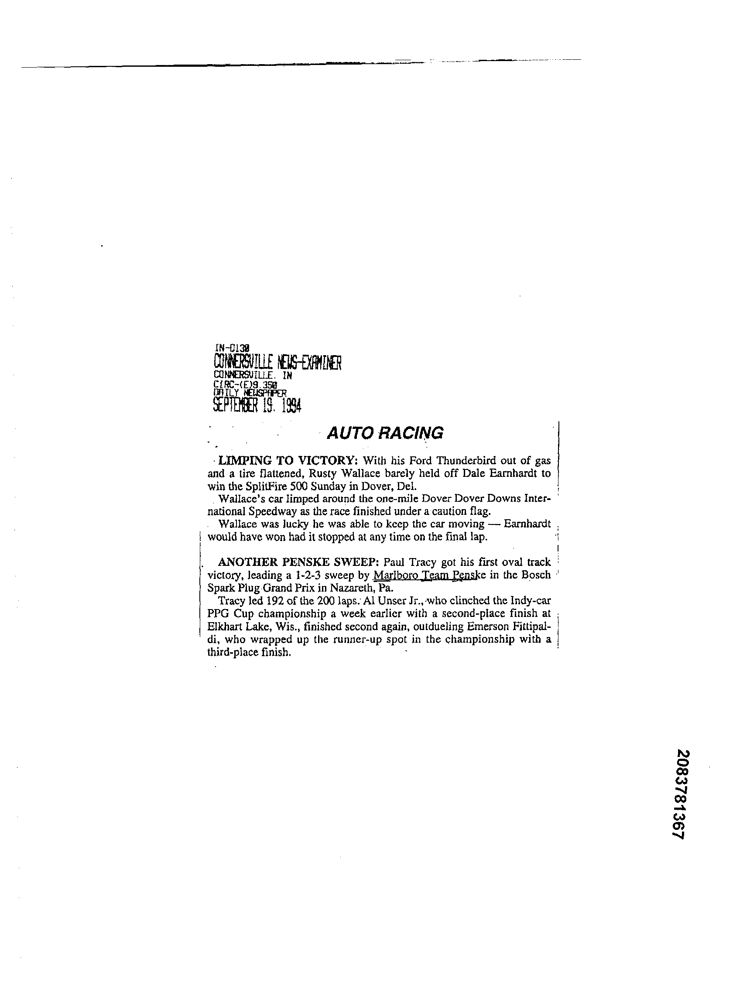 IN-C130
CONNERSVILLE NEWS-EXAMINER
CONNERSVILLE. IN
CIRC-(E)9.350
DAILY NEWSPAPER
SEPTEMBER 19. 1994
AUTO RACING
LIMPING TO VICTORY: With his Ford Thunderbird out of gas
and a tire flattened, Rusty Wallace barely held off Dale Earnhardt to
win the SplitFire 500 Sunday in Dover, Del.
Wallace's car limped around the one-mile Dover Dover Downs Inter-
national Speedway as the race finished under a caution flag.
Wallace was lucky he was able to keep the car moving — Earnhardt
would have won had it stopped at any time on the final lap.
ANOTHER PENSKE SWEEP: Paul Tracy got his first oval track
victory, leading a 1-2-3 sweep by Marlboro Team Penske in the Bosch
Spark Plug Grand Prix in Nazareth, Pa.
Tracy led 192 of the 200 laps. Al Unser Jr., who clinched the Indy-car
PPG Cup championship a week earlier with a second-place finish at
Elkhart Lake, Wis., finished second again, outdueling Emerson Fittipal-
di, who wrapped up the runner-up spot in the championship with a
third-place finish.
2083781367